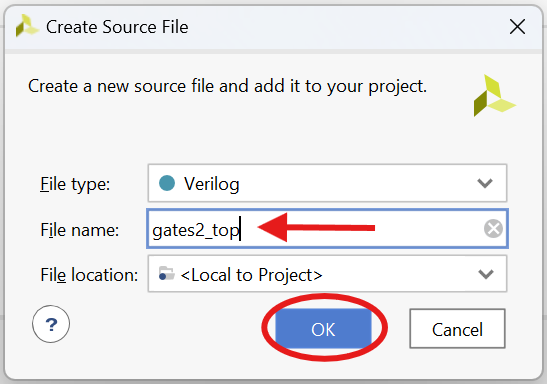 Create Source File
Create a new source file and add it to your project.
File type: Verilog
File name: gates2_top
File location: <Local to Project>
? OK Cancel